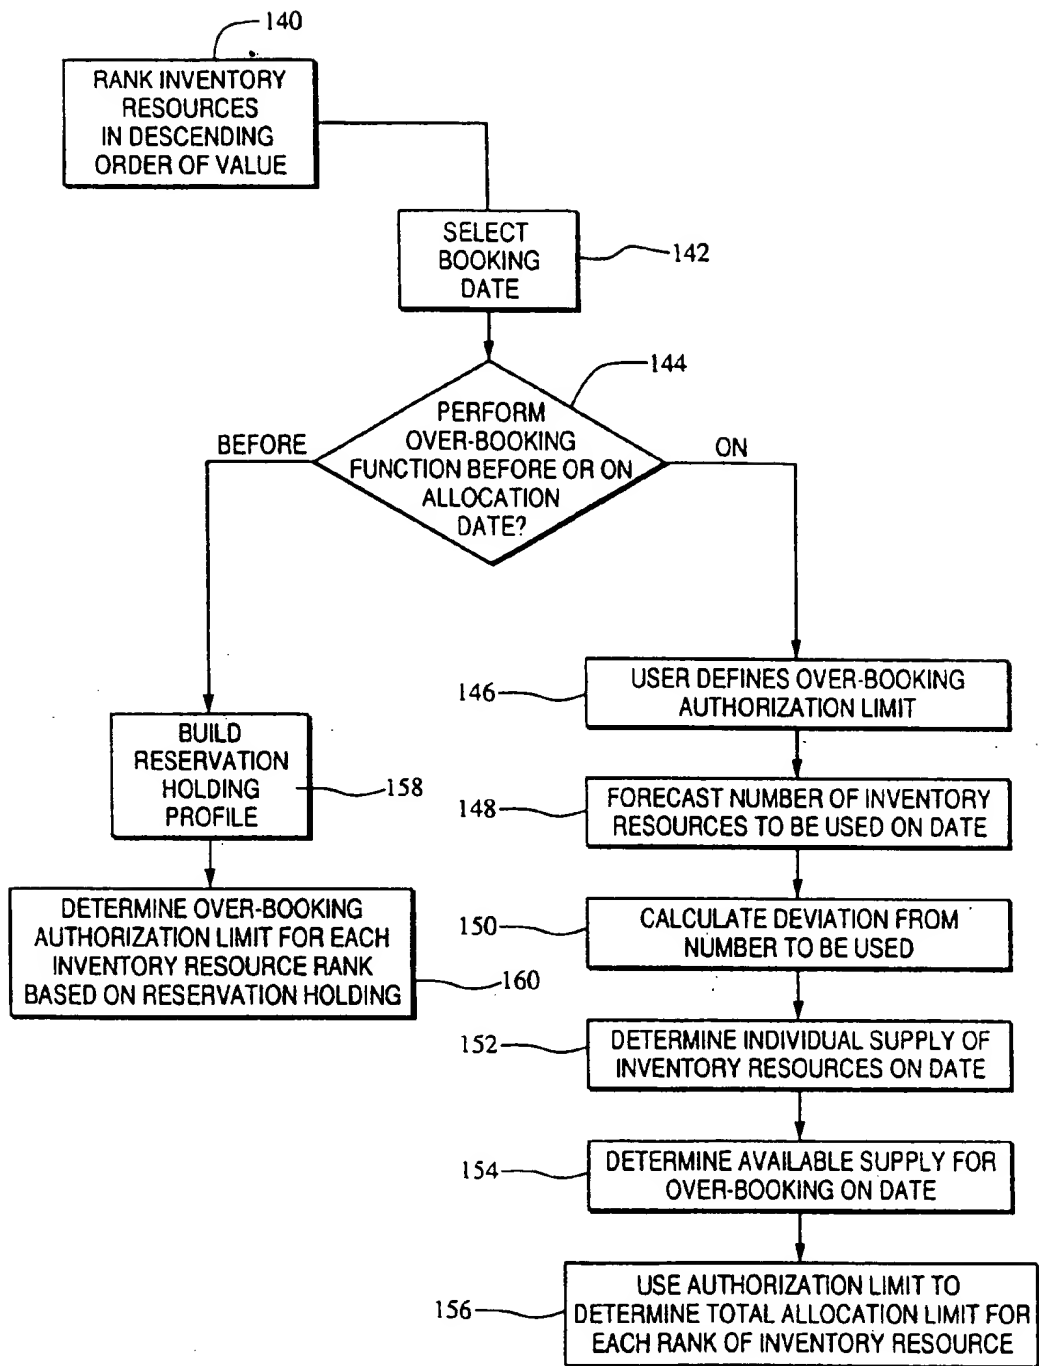 140
RANK INVENTORY
RESOURCES
IN DESCENDING
ORDER OF VALUE
SELECT
BOOKING
DATE
142
144
PERFORM
OVER-BOOKING
FUNCTION BEFORE OR ON
ALLOCATION
DATE?
BEFORE
ON
146
USER DEFINES OVER-BOOKING
AUTHORIZATION LIMIT
BUILD
RESERVATION
HOLDING
PROFILE
158
148
FORECAST NUMBER OF INVENTORY
RESOURCES TO BE USED ON DATE
DETERMINE OVER-BOOKING
AUTHORIZATION LIMIT FOR EACH
INVENTORY RESOURCE RANK
BASED ON RESERVATION HOLDING
160
150
CALCULATE DEVIATION FROM
NUMBER TO BE USED
152
DETERMINE INDIVIDUAL SUPPLY OF
INVENTORY RESOURCES ON DATE
154
DETERMINE AVAILABLE SUPPLY FOR
OVER-BOOKING ON DATE
156
USE AUTHORIZATION LIMIT TO
DETERMINE TOTAL ALLOCATION LIMIT FOR
EACH RANK OF INVENTORY RESOURCE